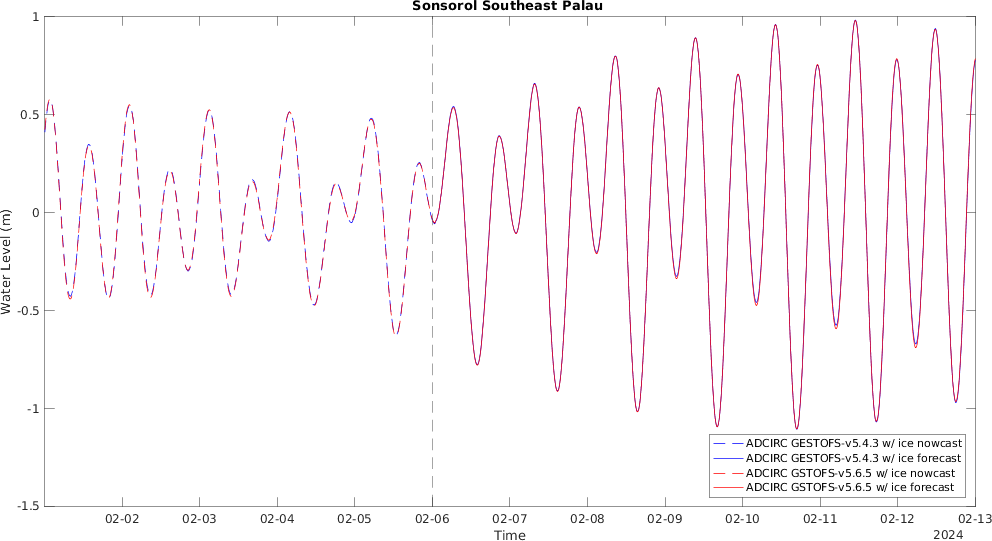 Sonsorol Southeast Palau
1
0.5
0
-0.5
-1
-1.5
Water Level (m)
ADCIRC GESTOFS-v5.4.3 w/ ice nowcast
ADCIRC GESTOFS-v5.4.3 w/ ice forecast
ADCIRC GSTOFS-v5.6.5 w/ ice nowcast
ADCIRC GSTOFS-v5.6.5 w/ ice forecast
02-02 02-03 02-04 02-05 02-06 02-07 02-08 02-09 02-10 02-11 02-12 02-13
Time
2024